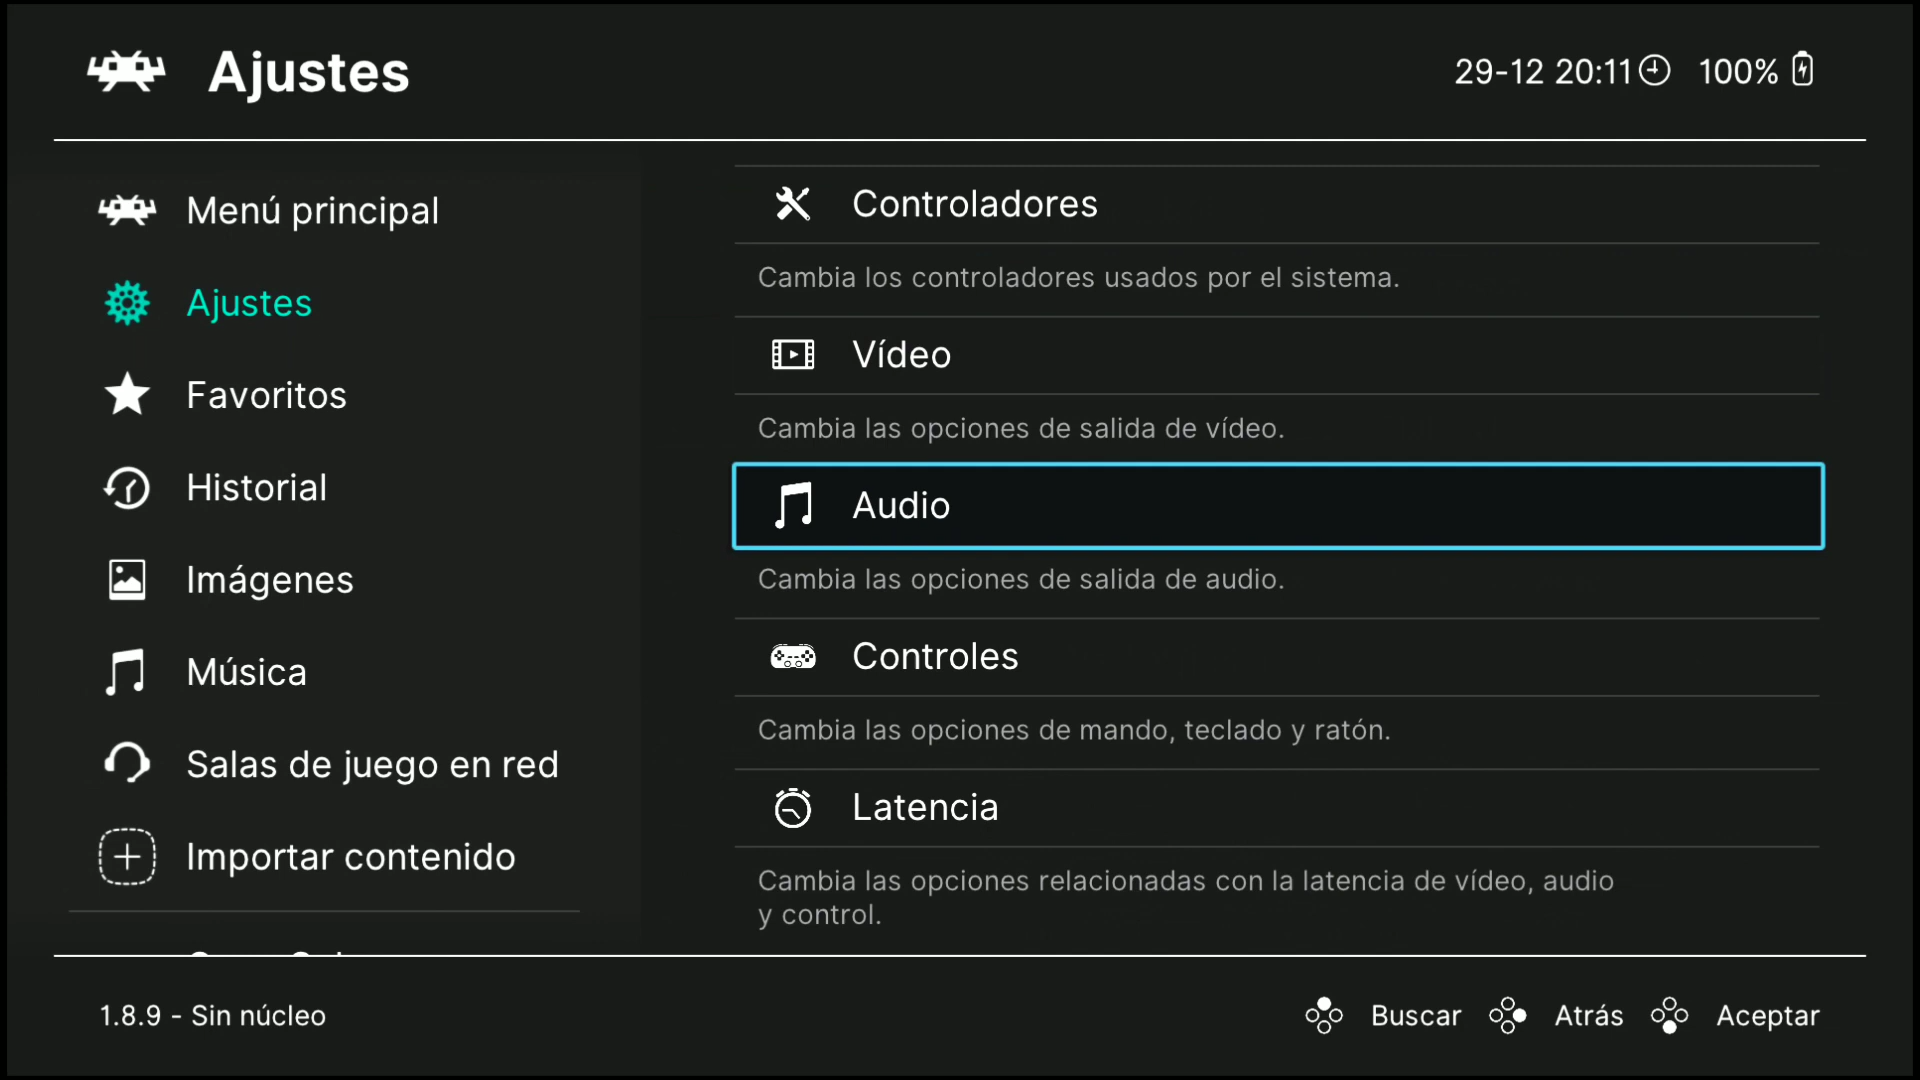 Ajustes
29-12 20:11
100%
Menú principal
Ajustes
Favoritos
Historial
Imágenes
Música
Salas de juego en red
Importar contenido
Controladores
Cambia los controladores usados por el sistema.
Vídeo
Cambia las opciones de salida de vídeo.
Audio
Cambia las opciones de salida de audio.
Controles
Cambia las opciones de mando, teclado y ratón.
Latencia
Cambia las opciones relacionadas con la latencia de vídeo, audio
y control.
1.8.9 - Sin núcleo
Buscar
Atrás
Aceptar